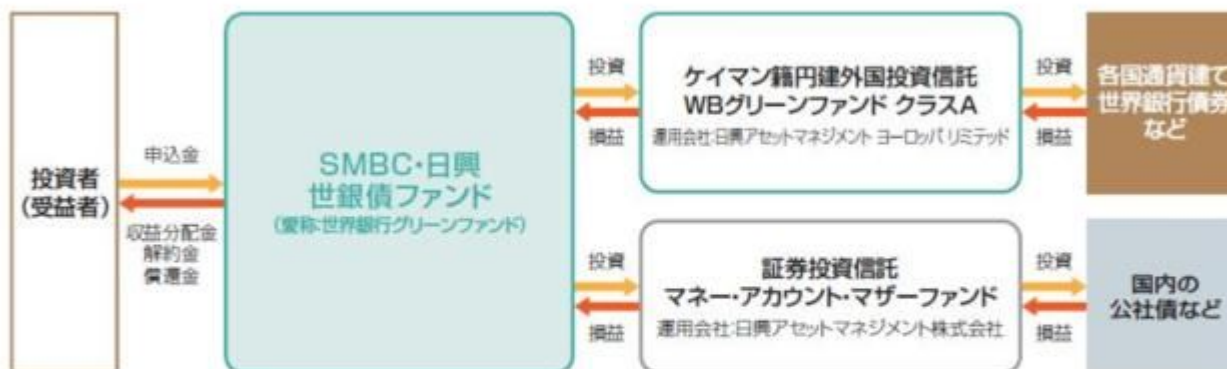 投資者
(受益者)
申込金
収益分配金
解約金
償還金
SMBC・日興
世銀債ファンド
(愛称:世界銀行グリーンファンド)
投資
損益
ケイマン籍円建外国投資信託
WBグリーンファンド クラスA
運用会社:日興アセットマネジメント ヨーロッパ リミテッド
投資
損益
各国通貨建て
世界銀行債券
など
投資
損益
証券投資信託
マネー・アカウント・マザーファンド
運用会社:日興アセットマネジメント株式会社
投資
損益
国内の
公社債など